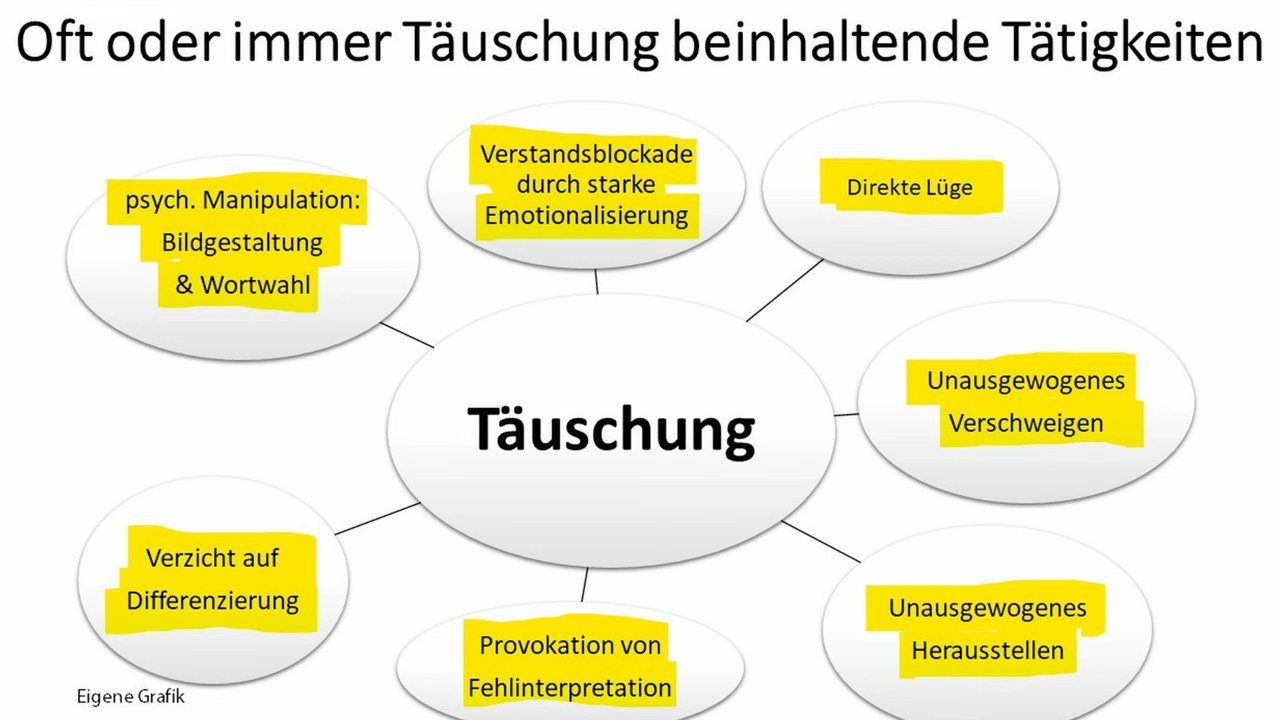 Oft oder immer Täuschung beinhaltende Tätigkeiten
psych. Manipulation:
Bildgestaltung
& Wortwahl
Verstandsblockade
durch starke
Emotionalisierung
Direkte Lüge
Täuschung
Unausgewogenes
Verschweigen
Verzicht auf
Differenzierung
Provokation von
Fehlinterpretation
Unausgewogenes
Herausstellen
Eigene Grafik